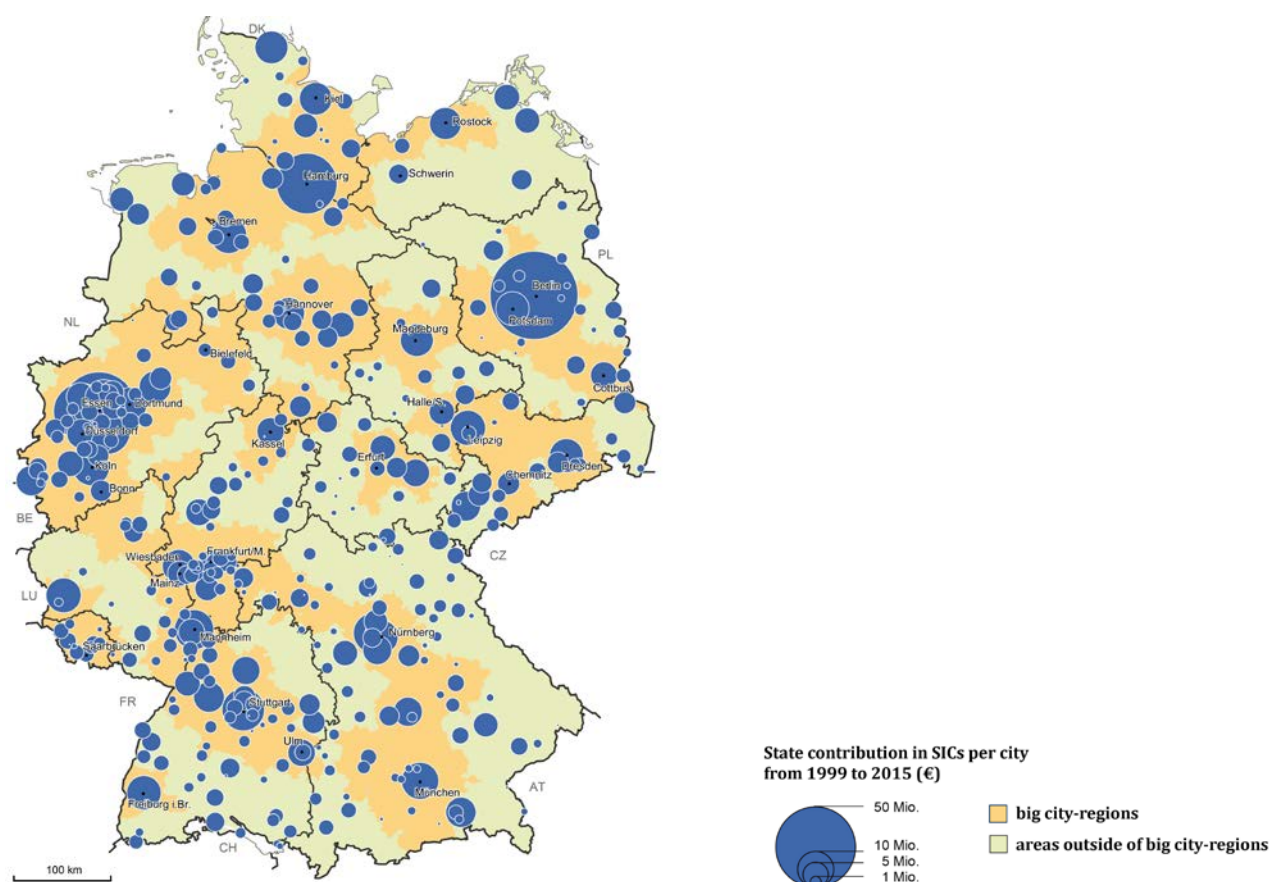 DK
Kiel
Rostock
Schwerin
Hamburg
Bremen
PL
Berlin
Potsdam
Hannover
NL
Magdeburg
Bielefeld
Cottbus
Essen
Dortmund
Halle/S.
Düsseldorf
Leipzig
Kassel
Erfurt
Dresden
Köln
Chemnitz
Bonn
BE
Wiesbaden
Frankfurt/M.
CZ
Mainz
LU
Nürnberg
Mannheim
Saarbrücken
FR
Stuttgart
Ulm
State contribution in SICs per city
from 1999 to 2015 (€)
AT
München
Freiburg i.Br.
50 Mio.
big city-regions
10 Mio.
areas outside of big city-regions
CH
5 Mio.
100 km
1 Mio.